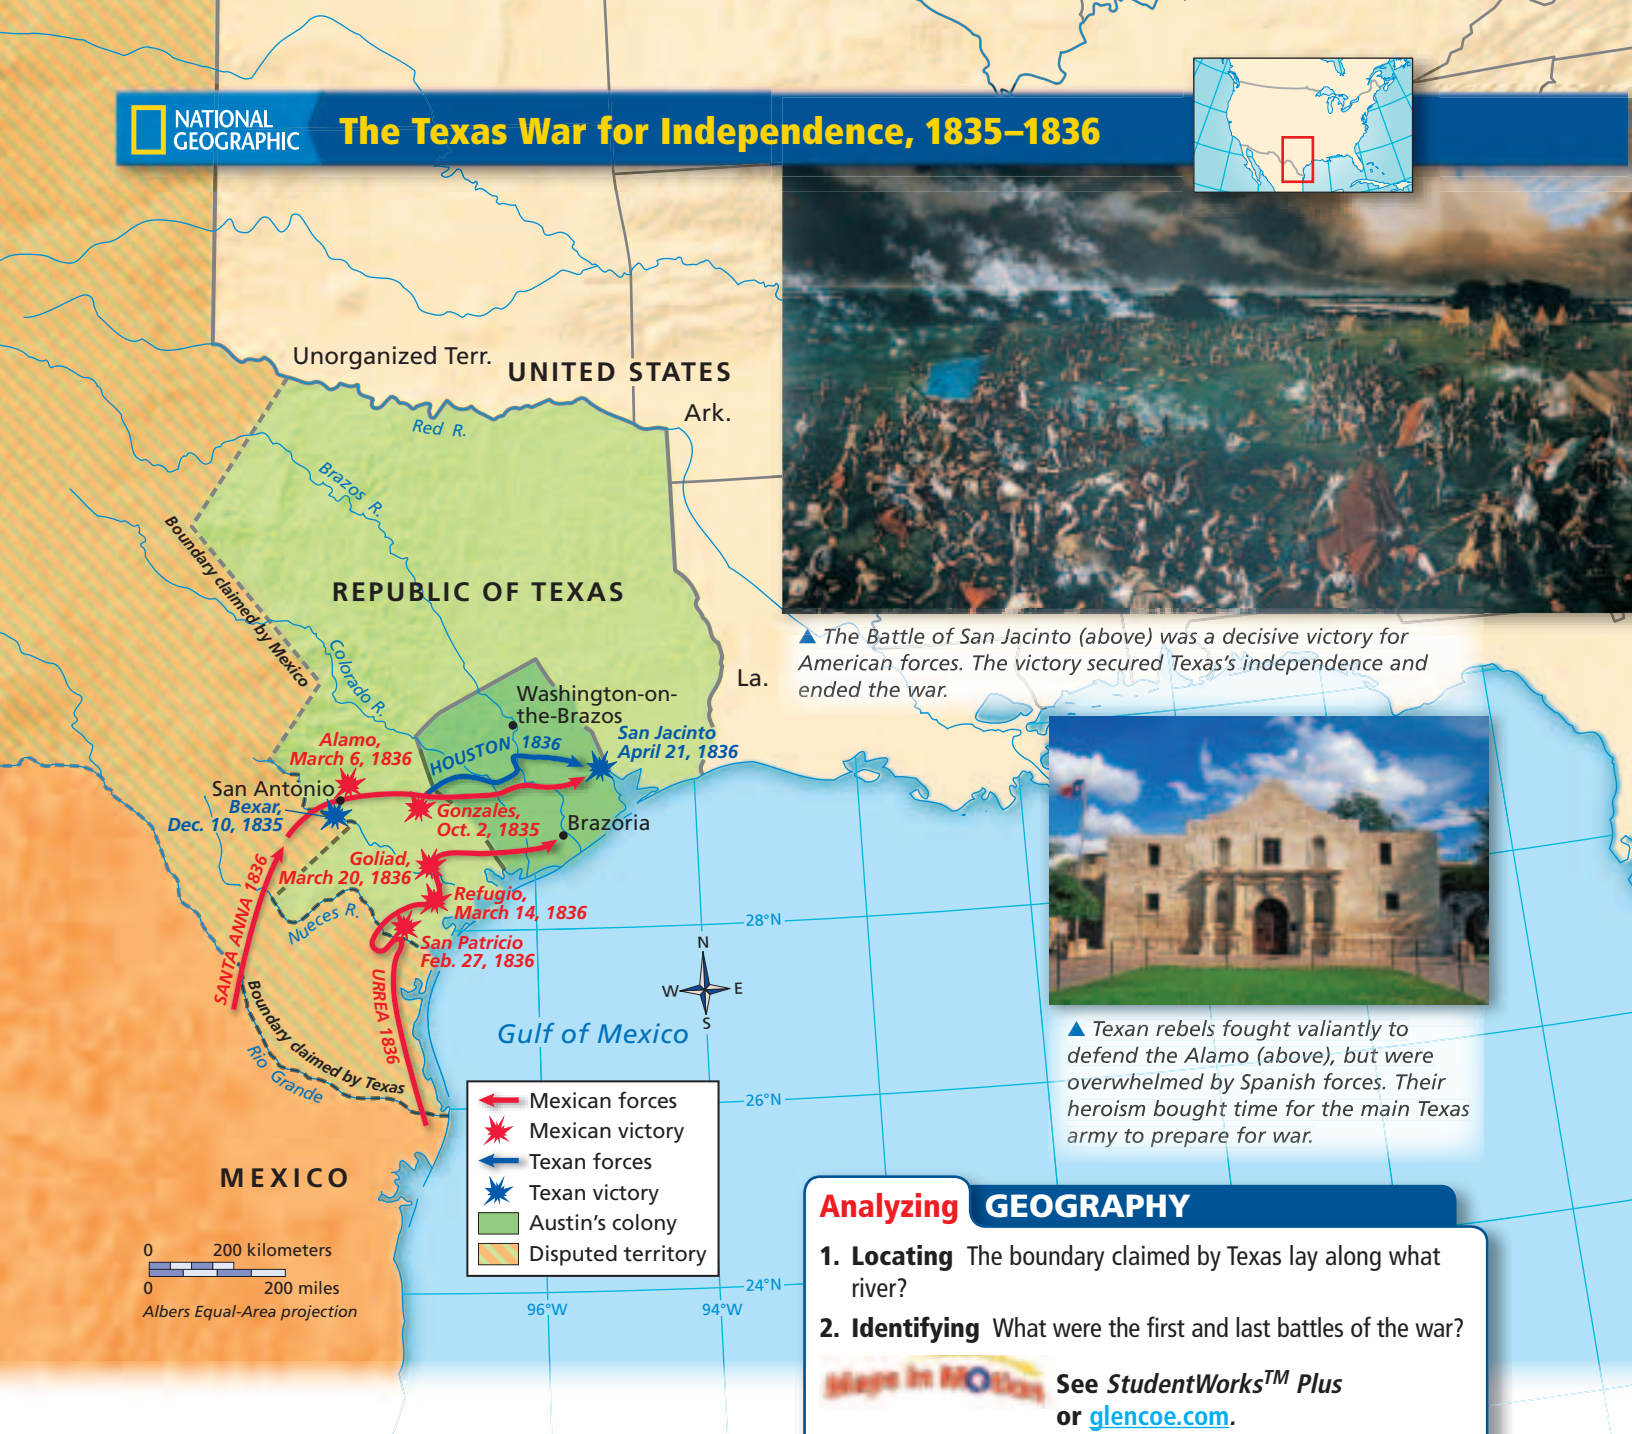 NATIONAL
GEOGRAPHIC
The Texas War for Independence, 1835–1836
Unorganized Terr.
UNITED STATES
Ark.
Red R.
Brazos R.
Boundary claimed by Mexico
REPUBLIC OF TEXAS
Colorado R.
La.
Washington-on-
the-Brazos
HOUSTON 1836
San Jacinto
April 21, 1836
Alamo,
March 6, 1836
San Antonio
Bexar,
Dec. 10, 1835
Gonzales,
Oct. 2, 1835
Brazoria
Goliad,
March 20, 1836
Refugio,
March 14, 1836
San Patricio
Feb. 27, 1836
Nueces R.
SANTA ANNA 1836
URREA 1836
Boundary claimed by Texas
Rio Grande
Gulf of Mexico
N
W
E
S
28°N
26°N
24°N
96°W
94°W
MEXICO
Mexican forces
Mexican victory
Texan forces
Texan victory
Austin's colony
Disputed territory
0 200 kilometers
0 200 miles
Albers Equal-Area projection
▲ The Battle of San Jacinto (above) was a decisive victory for
American forces. The victory secured Texas's independence and
ended the war.
▲ Texan rebels fought valiantly to
defend the Alamo (above), but were
overwhelmed by Spanish forces. Their
heroism bought time for the main Texas
army to prepare for war.
Analyzing GEOGRAPHY
1. Locating The boundary claimed by Texas lay along what
river?
2. Identifying What were the first and last battles of the war?
Maps in MOtion
See StudentWorks™ Plus
or glencoe.com.